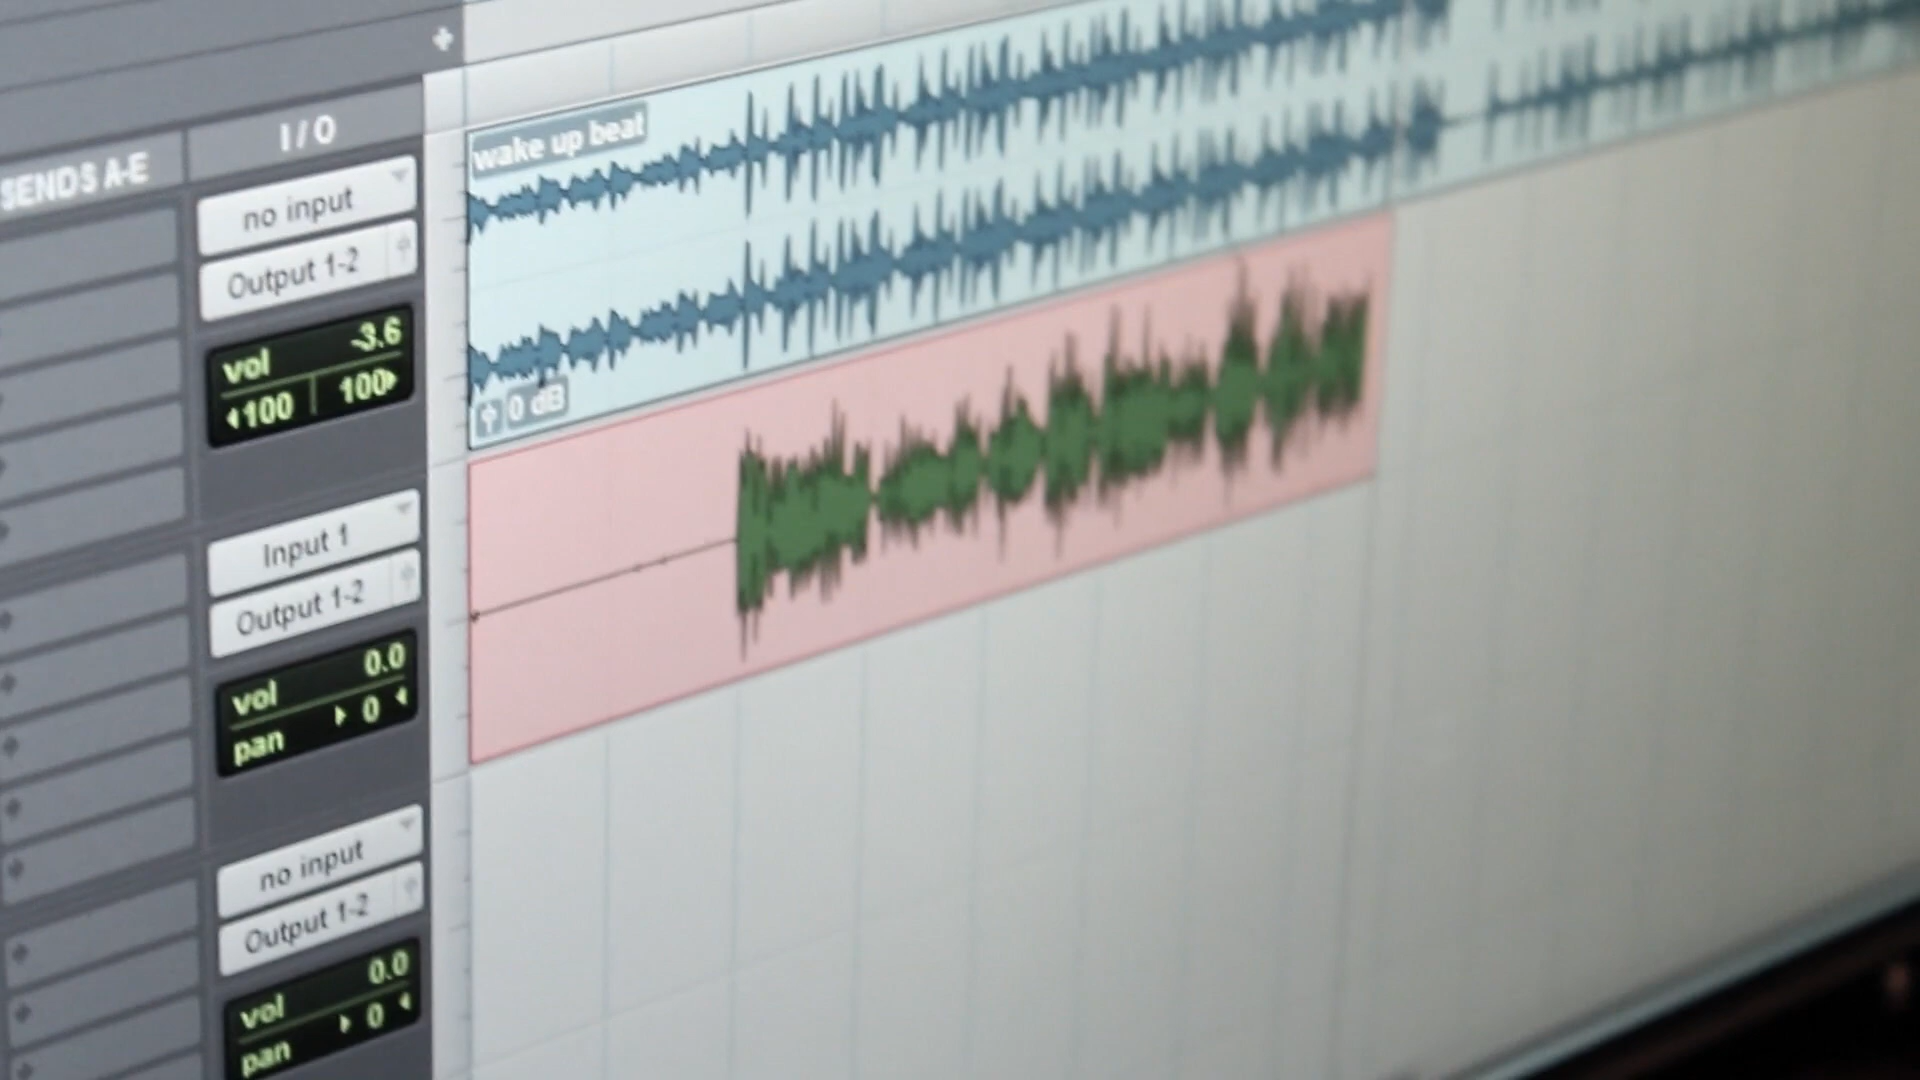 SENDS A-E
I / O
wake up beat
no input
Output 1-2
vol -3.6
100 100
0 dB
Input 1
Output 1-2
vol 0.0
0
pan
no input
Output 1-2
vol 0.0
0
pan